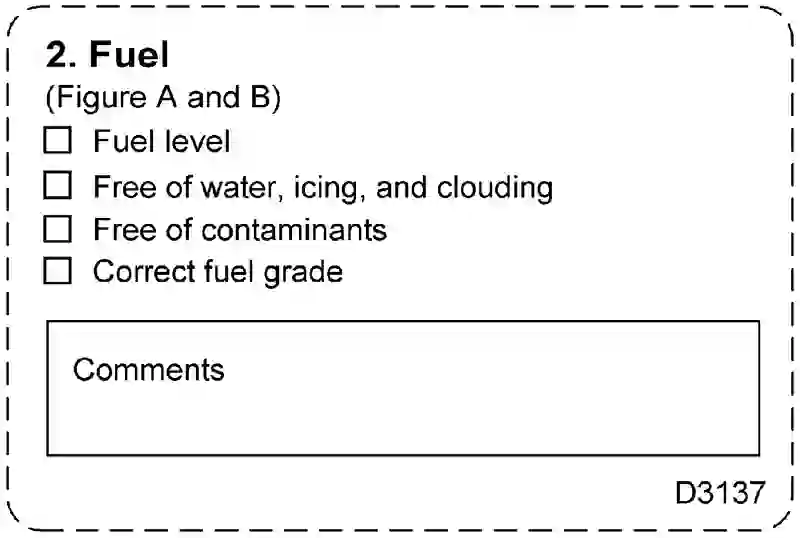 2. Fuel
(Figure A and B)
Fuel level
Free of water, icing, and clouding
Free of contaminants
Correct fuel grade
Comments
D3137